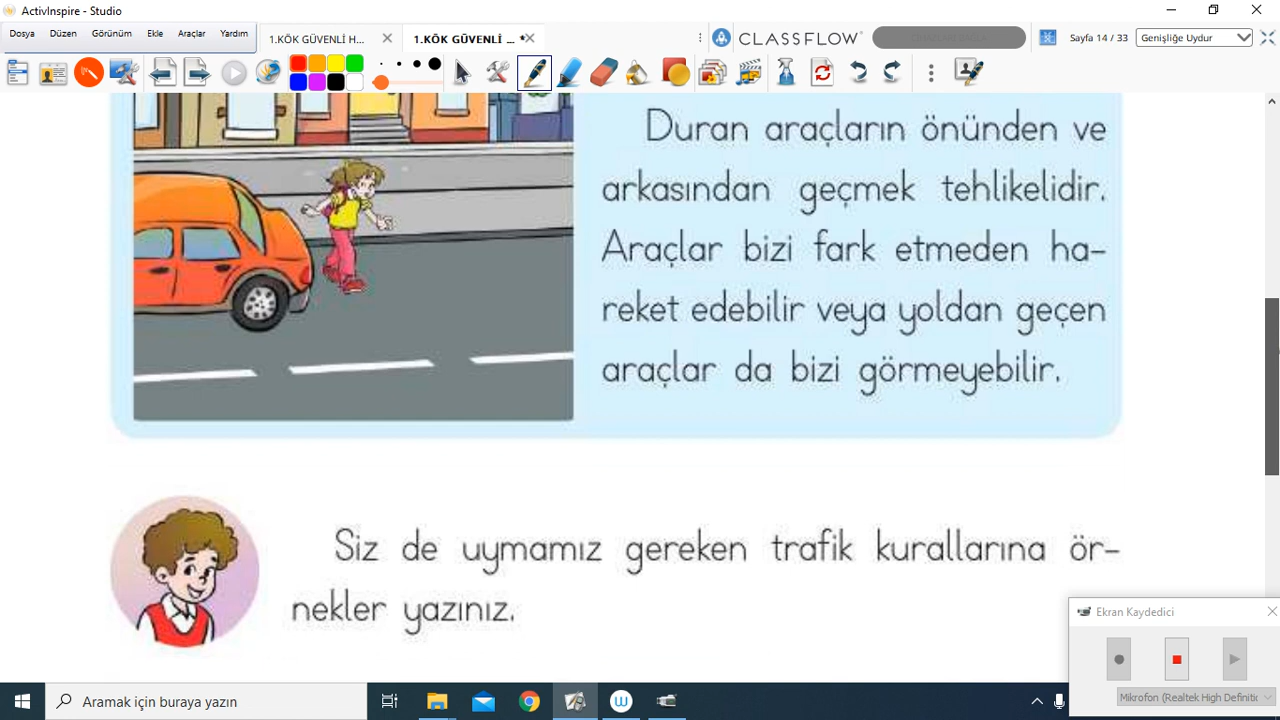 ActivInspire - Studio
Dosya Düzen Görünüm Ekle Araçlar Yardım
1.KÖK GÜVENLİ H...
1.KÖK GÜVENLİ ... *
CLASSFLOW
Sayfa 14 / 33
Genişliğe Uydur
Duran araçların önünden ve
arkasından geçmek tehlikelidir.
Araçlar bizi fark etmeden ha-
reket edebilir veya yoldan geçen
araçlar da bizi görmeyebilir.
Siz de uymamız gereken trafik kurallarına ör-
nekler yazınız.
Ekran Kaydedici
Mikrofon (Realtek High Definitic
Aramak için buraya yazın